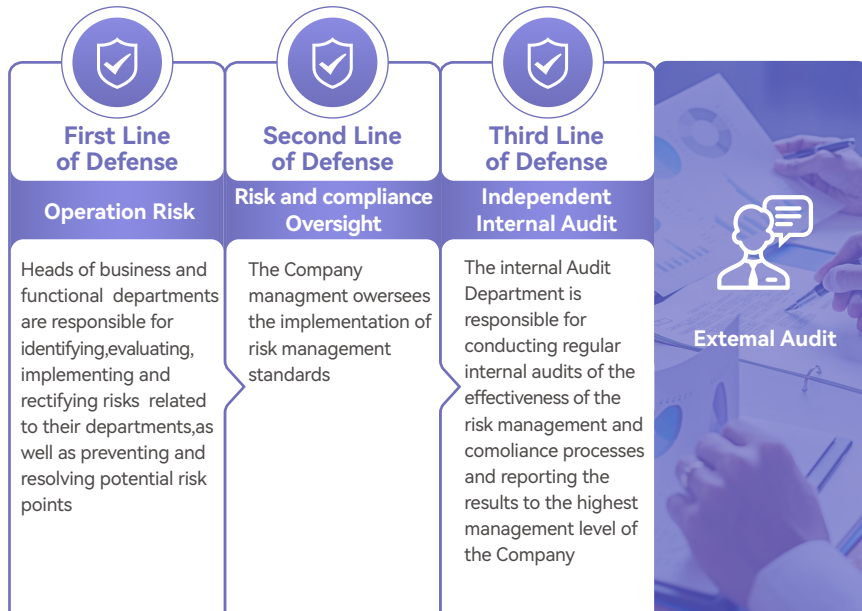 First Line
of Defense
Operation Risk
Heads of business and
functional departments
are responsible for
identifying,evaluating,
implementing and
rectifying risks related
to their departments,as
well as preventing and
resolving potential risk
points
Second Line
of Defense
Risk and compliance
Oversight
The Company
managment owersees
the implementation of
risk management
standards
Third Line
of Defense
Independent
Internal Audit
The internal Audit
Department is
responsible for
conducting regular
internal audits of the
effectiveness of the
risk management and
comoliance processes
and reporting the
results to the highest
management level of
the Company
Extemal Audit